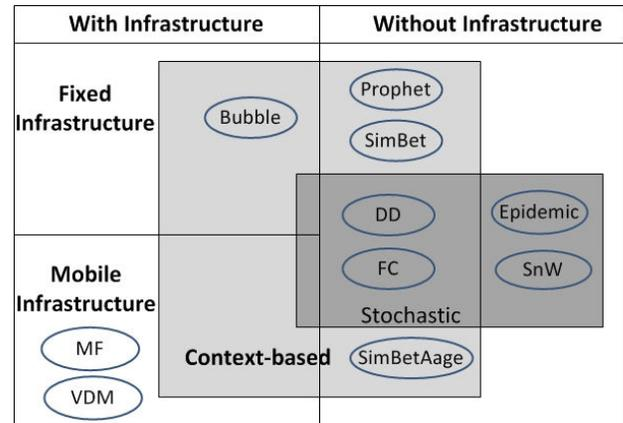 With Infrastructure
Without Infrastructure
Fixed
Infrastructure
Bubble
Prophet
SimBet
DD
Epidemic
FC
SnW
Stochastic
Mobile
Infrastructure
MF
VDM
Context-based
SimBetAage